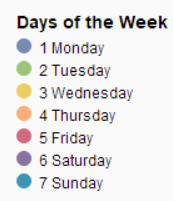 Days of the Week
1 Monday
2 Tuesday
3 Wednesday
4 Thursday
5 Friday
6 Saturday
7 Sunday